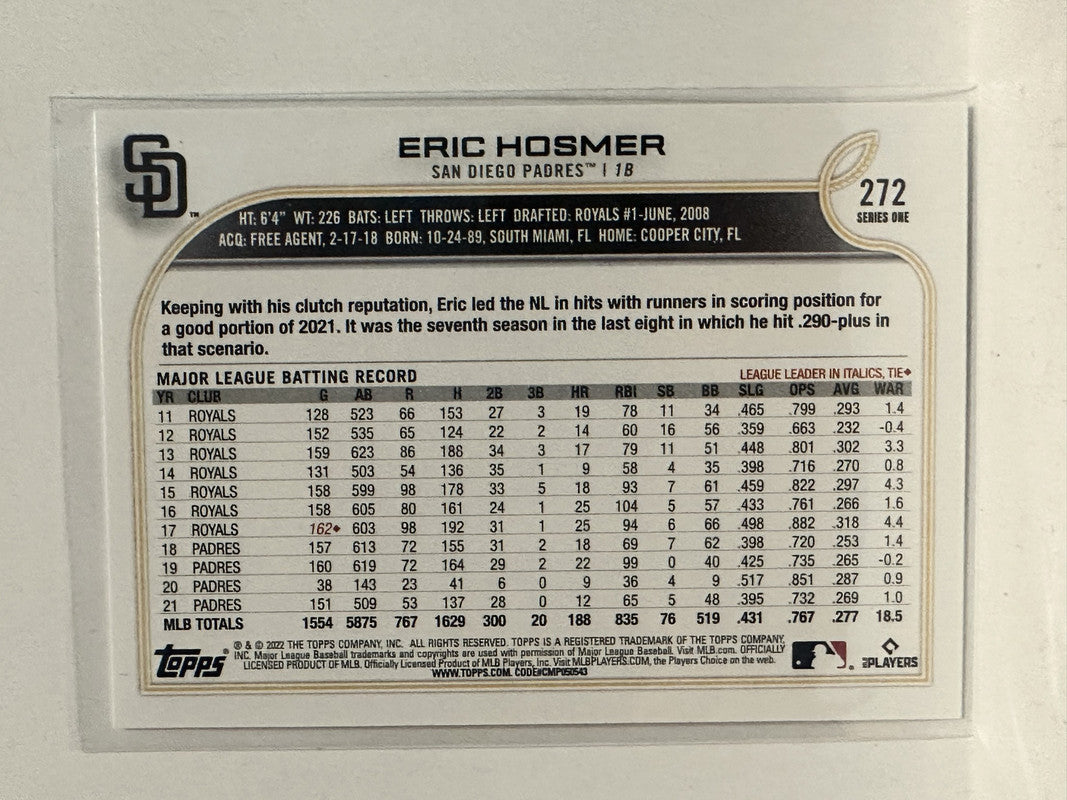 SD™
ERIC HOSMER
SAN DIEGO PADRES™ | 1B
272
SERIES ONE
HT: 6'4" WT: 226 BATS: LEFT THROWS: LEFT DRAFTED: ROYALS #1-JUNE, 2008
ACQ: FREE AGENT, 2-17-18 BORN: 10-24-89, SOUTH MIAMI, FL HOME: COOPER CITY, FL
Keeping with his clutch reputation, Eric led the NL in hits with runners in scoring position for
a good portion of 2021. It was the seventh season in the last eight in which he hit .290-plus in
that scenario.
MAJOR LEAGUE BATTING RECORD LEAGUE LEADER IN ITALICS, TIE◆
YR CLUB G AB R H 2B 3B HR RBI SB BB SLG OPS AVG WAR
11 ROYALS 128 523 66 153 27 3 19 78 11 34 .465 .799 .293 1.4
12 ROYALS 152 535 65 124 22 2 14 60 16 56 .359 .663 .232 -0.4
13 ROYALS 159 623 86 188 34 3 17 79 11 51 .448 .801 .302 3.3
14 ROYALS 131 503 54 136 35 1 9 58 4 35 .398 .716 .270 0.8
15 ROYALS 158 599 98 178 33 5 18 93 7 61 .459 .822 .297 4.3
16 ROYALS 158 605 80 161 24 1 25 104 5 57 .433 .761 .266 1.6
17 ROYALS 162◆ 603 98 192 31 1 25 94 6 66 .498 .882 .318 4.4
18 PADRES 157 613 72 155 31 2 18 69 7 62 .398 .720 .253 1.4
19 PADRES 160 619 72 164 29 2 22 99 0 40 .425 .735 .265 -0.2
20 PADRES 38 143 23 41 6 0 9 36 4 9 .517 .851 .287 0.9
21 PADRES 151 509 53 137 28 0 12 65 5 48 .395 .732 .269 1.0
MLB TOTALS 1554 5875 767 1629 300 20 188 835 76 519 .431 .767 .277 18.5
Topps®
® & © 2022 THE TOPPS COMPANY, INC. ALL RIGHTS RESERVED. TOPPS IS A REGISTERED TRADEMARK OF THE TOPPS COMPANY,
INC. Major League Baseball trademarks and copyrights are used with permission of Major League Baseball. Visit MLB.com. OFFICIALLY
LICENSED PRODUCT OF MLB. Officially Licensed Product of MLB Players, Inc. Visit MLBPLAYERS.COM, the Players Choice on the web.
WWW.TOPPS.COM. CODE#CMP050543
MLB PLAYERS